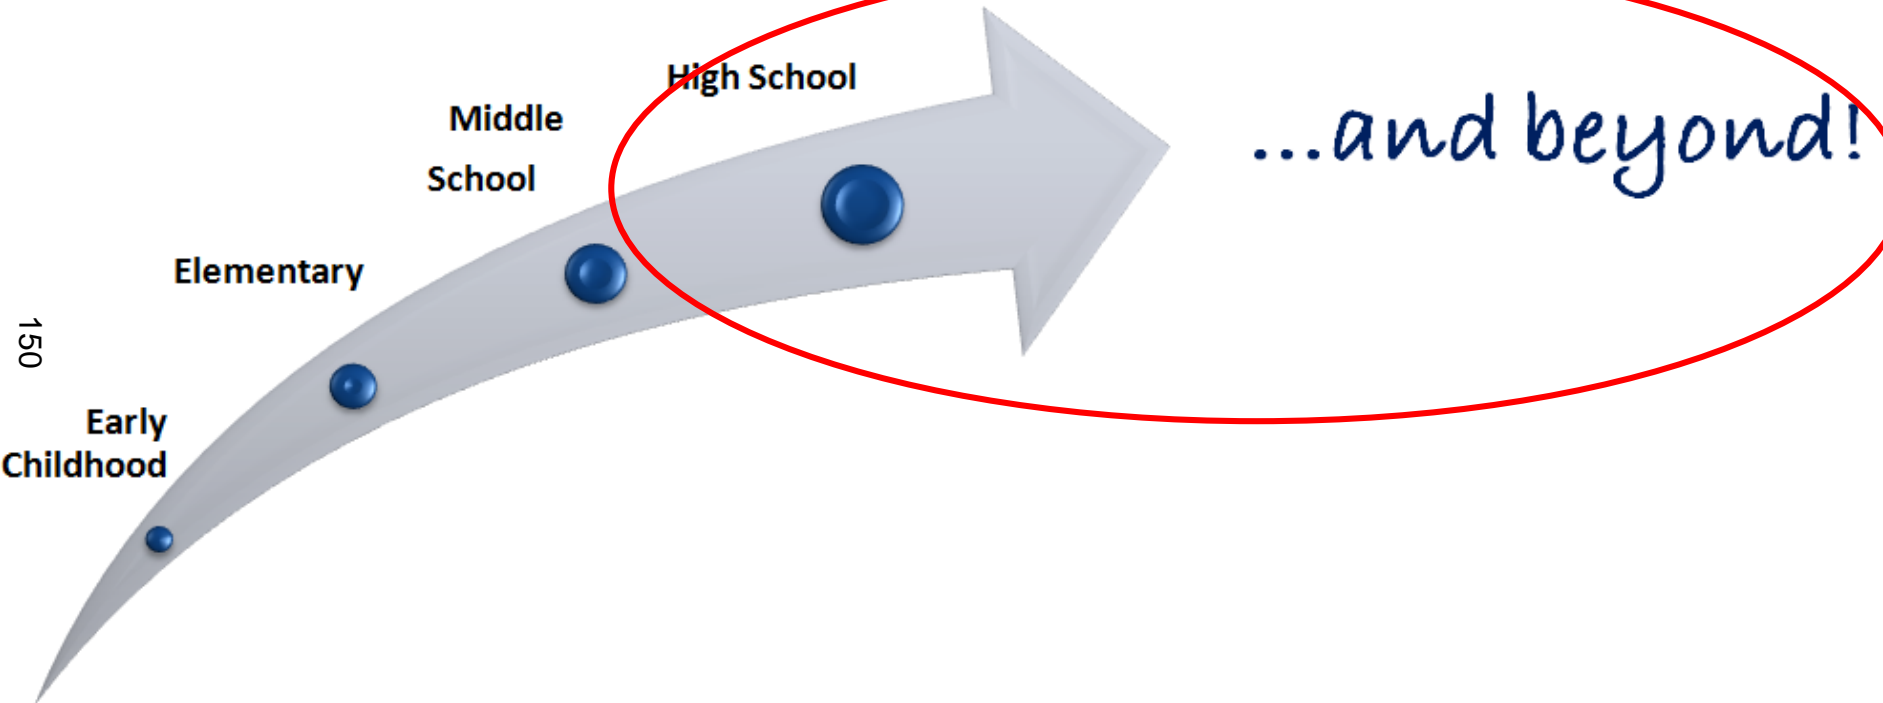 High School
Middle
School
...and beyond!
Elementary
150
Early
Childhood